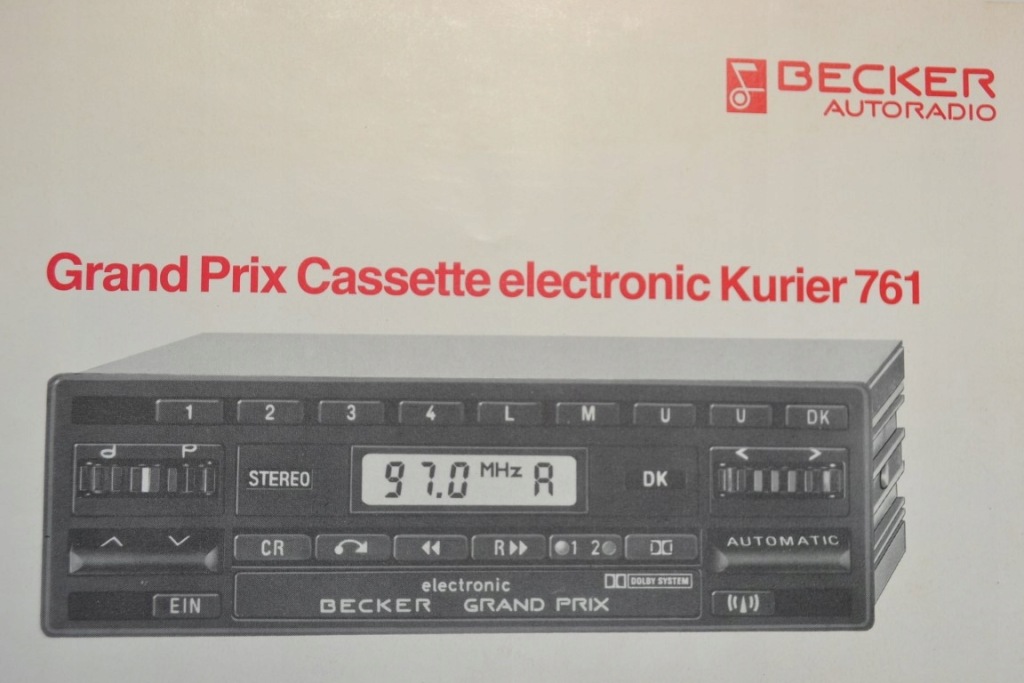 BECKER
AUTORADIO
Grand Prix Cassette electronic Kurier 761
1 2 3 4 L M U U DK
STEREO 97.0 MHz A DK < >
CR ◀◀ R▶▶ 1 2 AUTOMATIC
electronic DOLBY SYSTEM
EIN BECKER GRAND PRIX